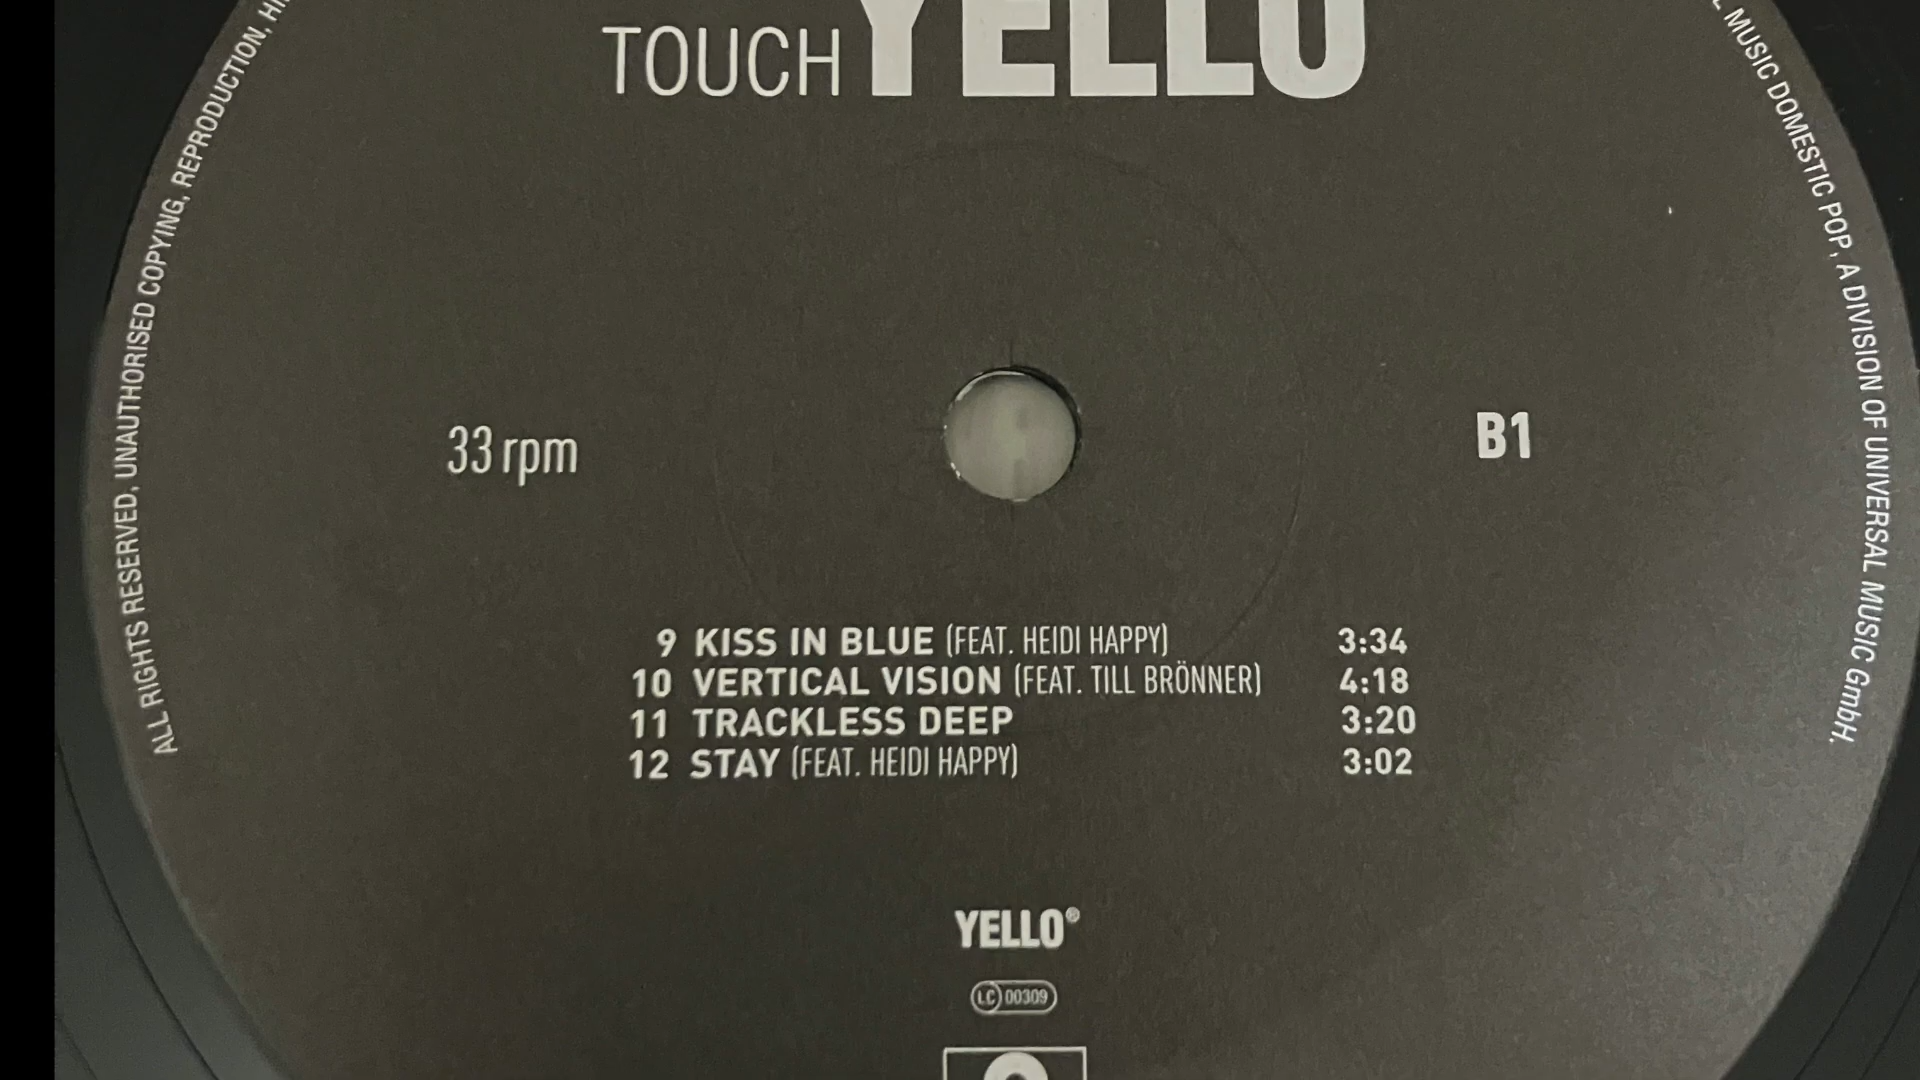 TOUCH YELLO
33 rpm
B1
9 KISS IN BLUE (FEAT. HEIDI HAPPY) 3:34
10 VERTICAL VISION (FEAT. TILL BRÖNNER) 4:18
11 TRACKLESS DEEP 3:20
12 STAY (FEAT. HEIDI HAPPY) 3:02
YELLO®
LC 00309
ALL RIGHTS RESERVED, UNAUTHORISED COPYING, REPRODUCTION,
MUSIC DOMESTIC POP, A DIVISION OF UNIVERSAL MUSIC GmbH.